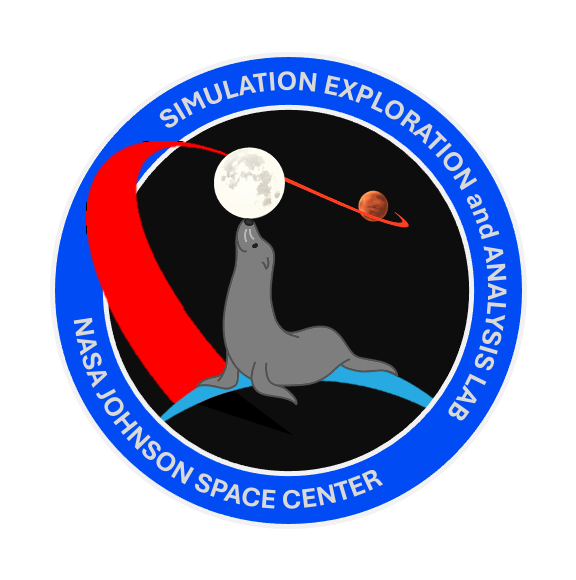 SIMULATION EXPLORATION and ANALYSIS LAB
NASA JOHNSON SPACE CENTER